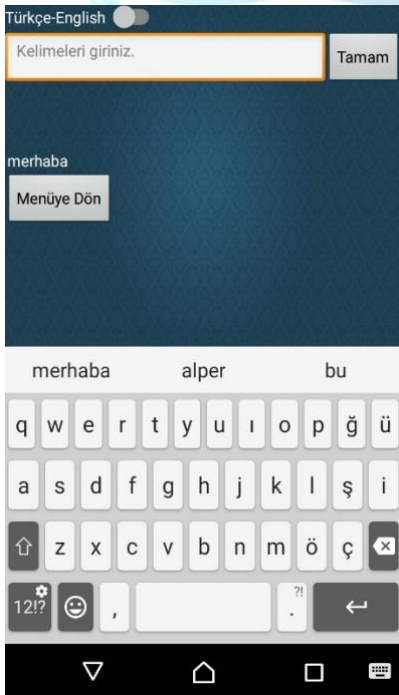 Türkçe-English
Kelimeleri giriniz.
Tamam
merhaba
Menüye Dön
merhaba alper bu
q w e r t y u ı o p ğ ü
a s d f g h j k l ş i
z x c v b n m ö ç
12!? , . ?!